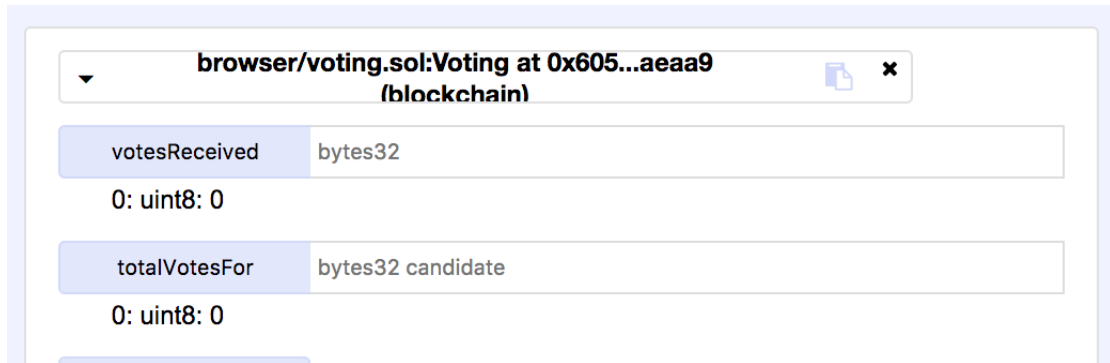 browser/voting.sol:Voting at 0x605...aeaa9
(blockchain)
votesReceived bytes32
0: uint8: 0
totalVotesFor bytes32 candidate
0: uint8: 0